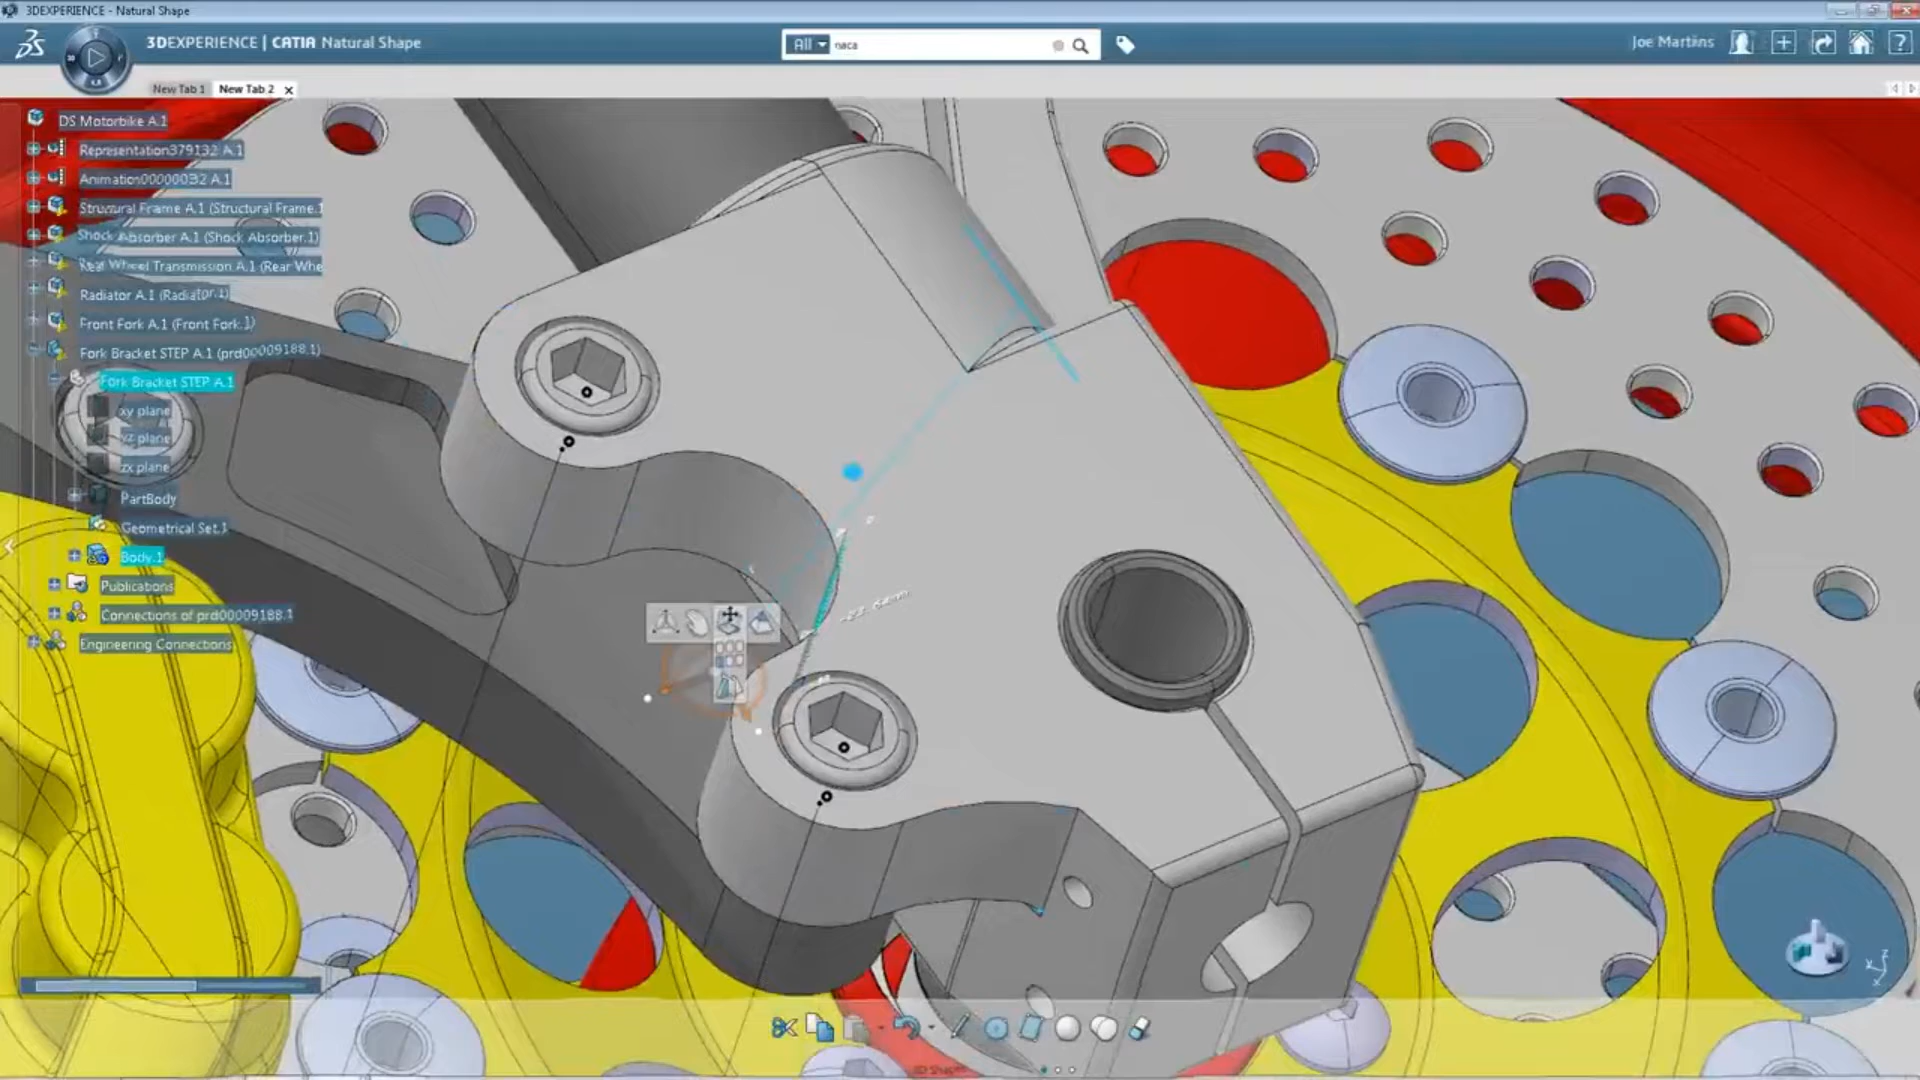 3DEXPERIENCE - Natural Shape
3DEXPERIENCE | CATIA Natural Shape
All
naca
Joe Martiins
New Tab 1
New Tab 2
DS Motorbike A.1
Representation379132 A.1
Animation00000032 A.1
Structural Frame A.1 (Structural Frame.1
Shock Absorber A.1 (Shock Absorber.1)
Rear Wheel Transmission A.1 (Rear Whe
Radiator A.1 (Radiator.1)
Front Fork A.1 (Front Fork.1)
Fork Bracket STEP A.1 (prd00009188.1)
Fork Bracket STEP A.1
xy plane
yz plane
zx plane
PartBody
Geometrical Set.1
Body.1
Publications
Connections of prd00009188.1
Engineering Connections